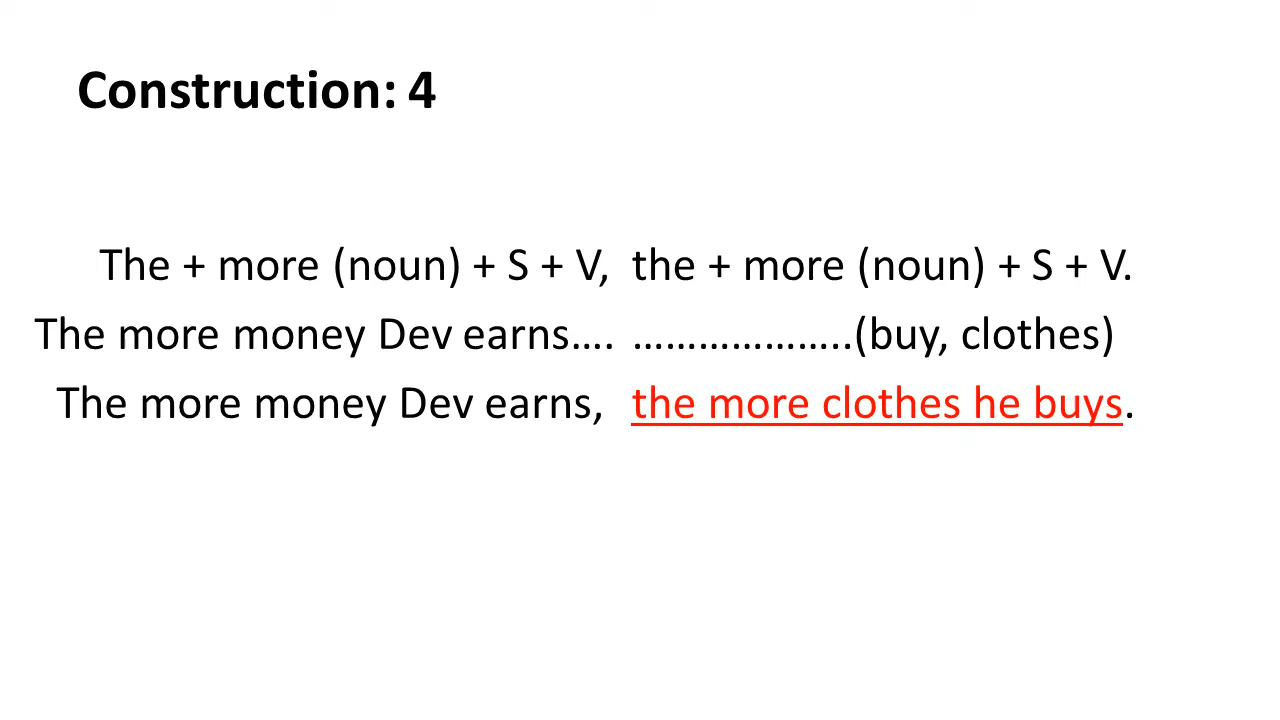 Construction: 4
The + more (noun) + S + V, the + more (noun) + S + V.
The more money Dev earns…. ………………..(buy, clothes)
The more money Dev earns, the more clothes he buys.